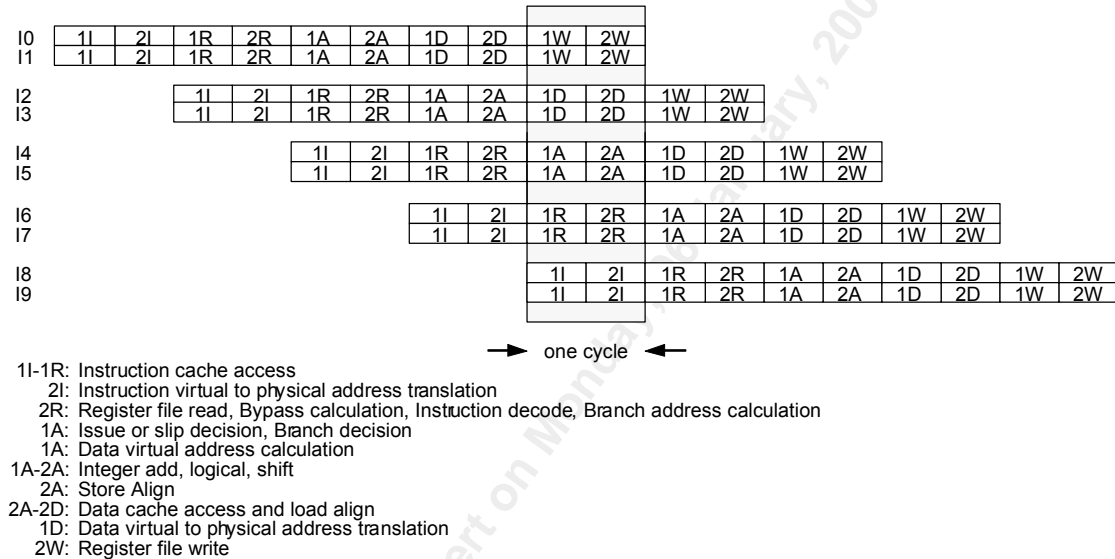 I0 1I 2I 1R 2R 1A 2A 1D 2D 1W 2W
I1 1I 2I 1R 2R 1A 2A 1D 2D 1W 2W
I2 1I 2I 1R 2R 1A 2A 1D 2D 1W 2W
I3 1I 2I 1R 2R 1A 2A 1D 2D 1W 2W
I4 1I 2I 1R 2R 1A 2A 1D 2D 1W 2W
I5 1I 2I 1R 2R 1A 2A 1D 2D 1W 2W
I6 1I 2I 1R 2R 1A 2A 1D 2D 1W 2W
I7 1I 2I 1R 2R 1A 2A 1D 2D 1W 2W
I8 1I 2I 1R 2R 1A 2A 1D 2D 1W 2W
I9 1I 2I 1R 2R 1A 2A 1D 2D 1W 2W
one cycle
1I-1R: Instruction cache access
2I: Instruction virtual to physical address translation
2R: Register file read, Bypass calculation, Instruction decode, Branch address calculation
1A: Issue or slip decision, Branch decision
1A: Data virtual address calculation
1A-2A: Integer add, logical, shift
2A: Store Align
2A-2D: Data cache access and load align
1D: Data virtual to physical address translation
2W: Register file write